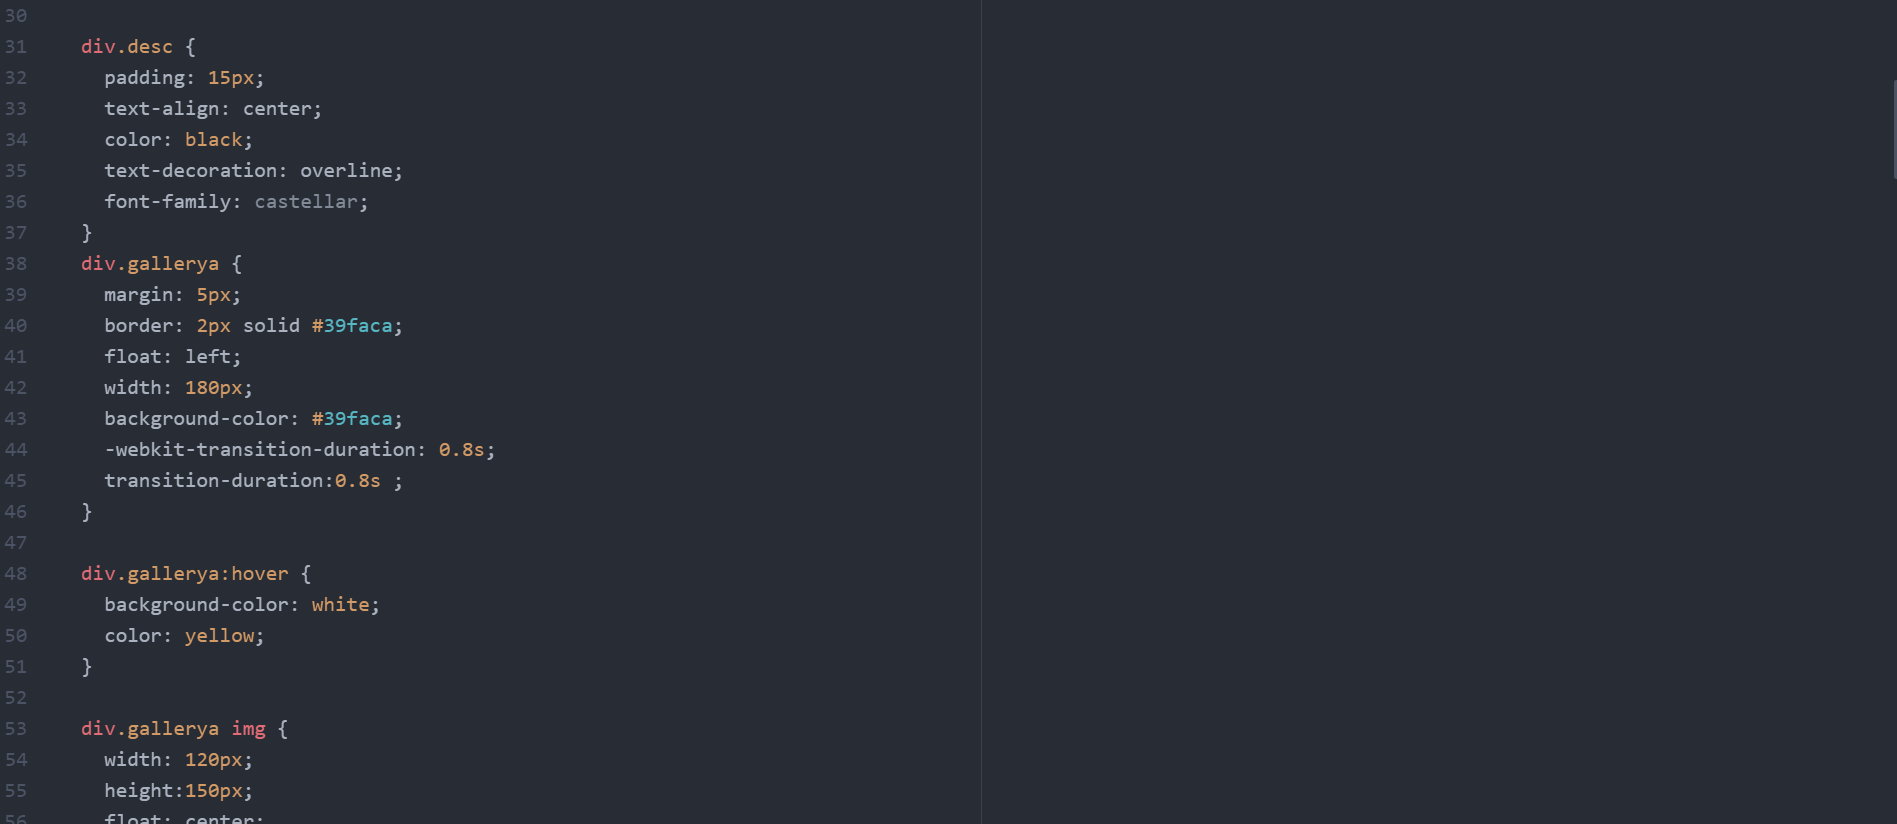 30
31 div.desc {
32 padding: 15px;
33 text-align: center;
34 color: black;
35 text-decoration: overline;
36 font-family: castellar;
37 }
38 div.gallerya {
39 margin: 5px;
40 border: 2px solid #39faca;
41 float: left;
42 width: 180px;
43 background-color: #39faca;
44 -webkit-transition-duration: 0.8s;
45 transition-duration:0.8s ;
46 }
47
48 div.gallerya:hover {
49 background-color: white;
50 color: yellow;
51 }
52
53 div.gallerya img {
54 width: 120px;
55 height:150px;
56 float: center;